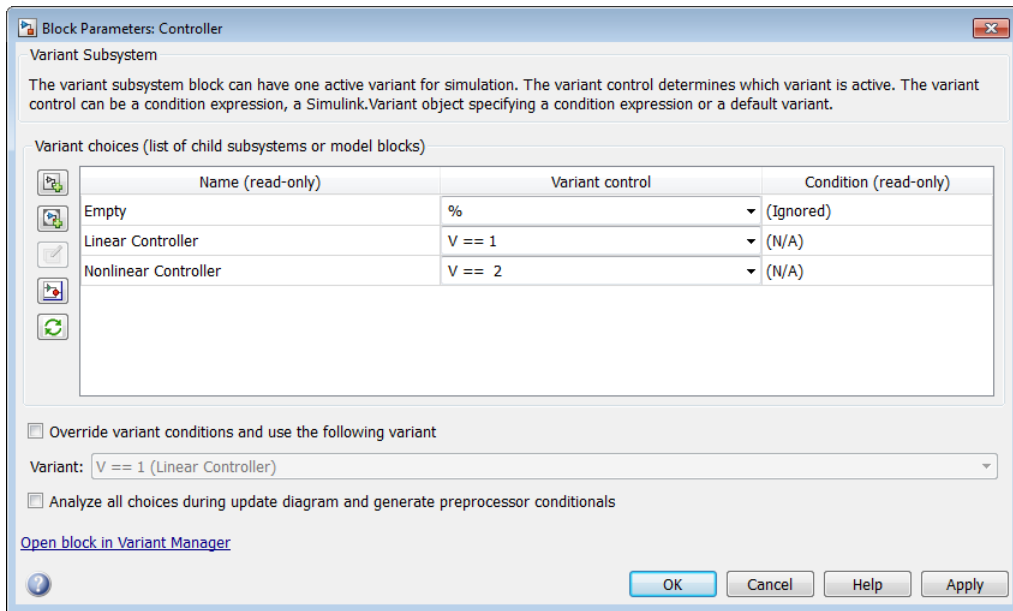 Block Parameters: Controller
Variant Subsystem
The variant subsystem block can have one active variant for simulation. The variant control determines which variant is active. The variant
control can be a condition expression, a Simulink.Variant object specifying a condition expression or a default variant.
Variant choices (list of child subsystems or model blocks)
Name (read-only) Variant control Condition (read-only)
Empty % (Ignored)
Linear Controller V == 1 (N/A)
Nonlinear Controller V ==  2 (N/A)
Override variant conditions and use the following variant
Variant: V == 1 (Linear Controller)
Analyze all choices during update diagram and generate preprocessor conditionals
Open block in Variant Manager
? OK Cancel Help Apply